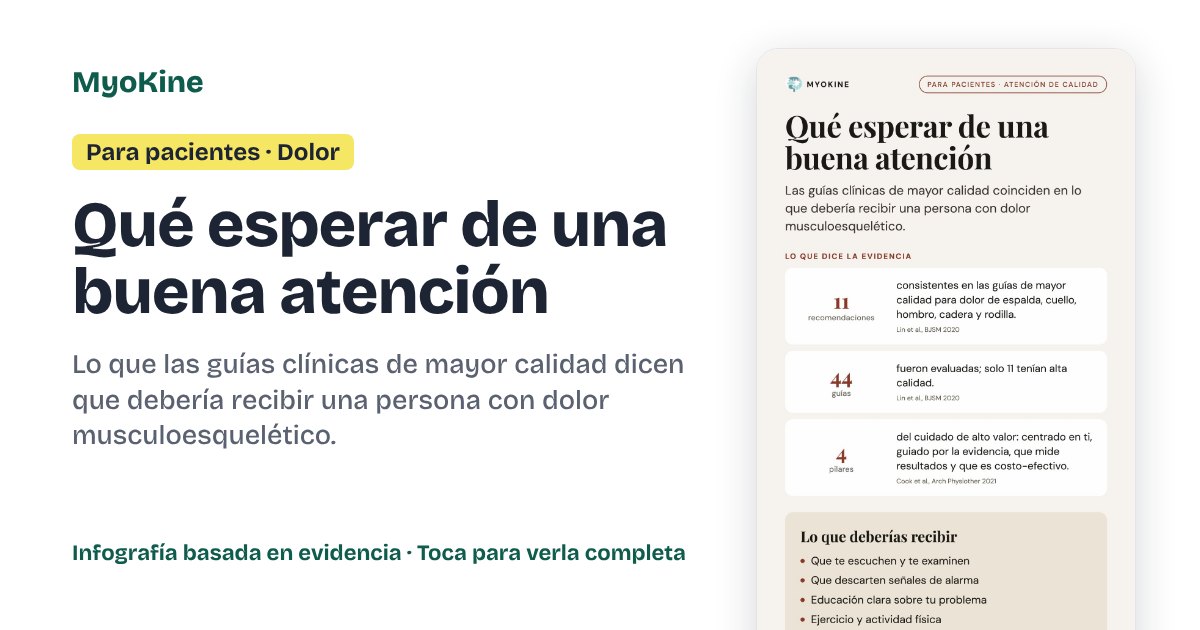 MyoKine
Para pacientes · Dolor
Qué esperar de una
buena atención
Lo que las guías clínicas de mayor calidad dicen
que debería recibir una persona con dolor
musculoesquelético.
Infografía basada en evidencia · Toca para verla completa
MYOKINE
PARA PACIENTES · ATENCIÓN DE CALIDAD
Qué esperar de una
buena atención
Las guías clínicas de mayor calidad coinciden en lo
que debería recibir una persona con dolor
musculoesquelético.
LO QUE DICE LA EVIDENCIA
11
recomendaciones
consistentes en las guías de mayor
calidad para dolor de espalda, cuello,
hombro, cadera y rodilla.
Lin et al., BJSM 2020
44
guías
fueron evaluadas; solo 11 tenían alta
calidad.
Lin et al., BJSM 2020
4
pilares
del cuidado de alto valor: centrado en ti,
guiado por la evidencia, que mide
resultados y que es costo-efectivo.
Cook et al., Arch Physiother 2021
Lo que deberías recibir
• Que te escuchen y te examinen
• Que descarten señales de alarma
• Educación clara sobre tu problema
• Ejercicio y actividad física